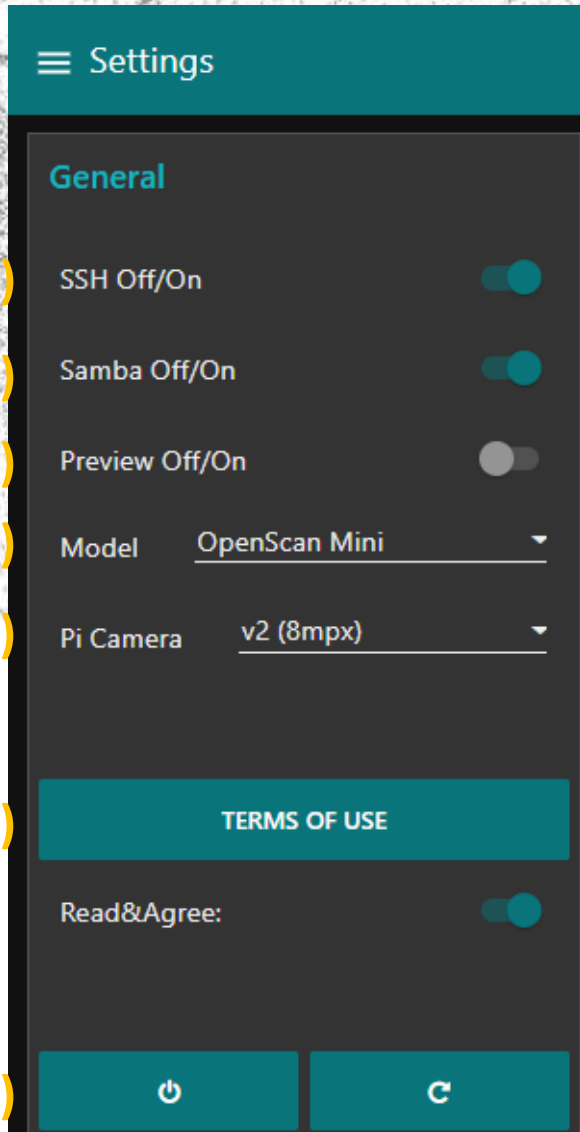 Settings
General
) SSH Off/On
) Samba Off/On
) Preview Off/On
) Model OpenScan Mini
) Pi Camera v2 (8mpx)
) TERMS OF USE
Read&Agree:
)